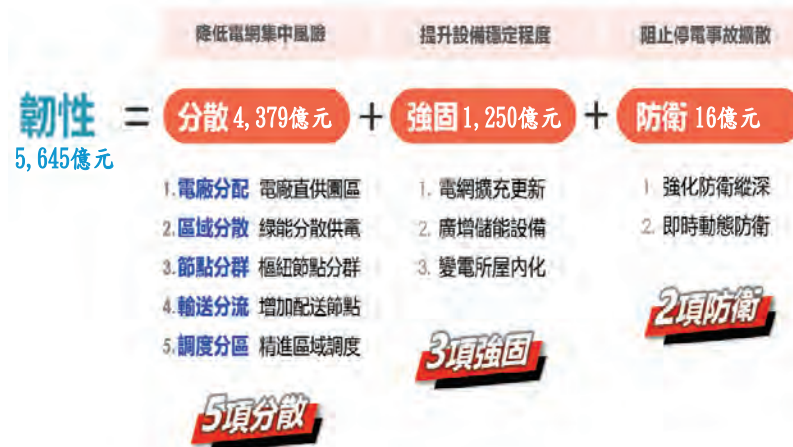 降低電網集中風險
提升設備穩定程度
阻止停電事故擴散
韌性 = 分散 4,379億元 + 強固 1,250億元 + 防衛 16億元
5,645億元
1.電廠分配 電廠直供園區
2.區域分散 綠能分散供電
3.節點分群 樞紐節點分群
4.輸送分流 增加配送節點
5.調度分區 精進區域調度
5項分散
1. 電網擴充更新
2. 廣增儲能設備
3. 變電所屋內化
3項強固
1. 強化防衛縱深
2. 即時動態防衛
2項防衛